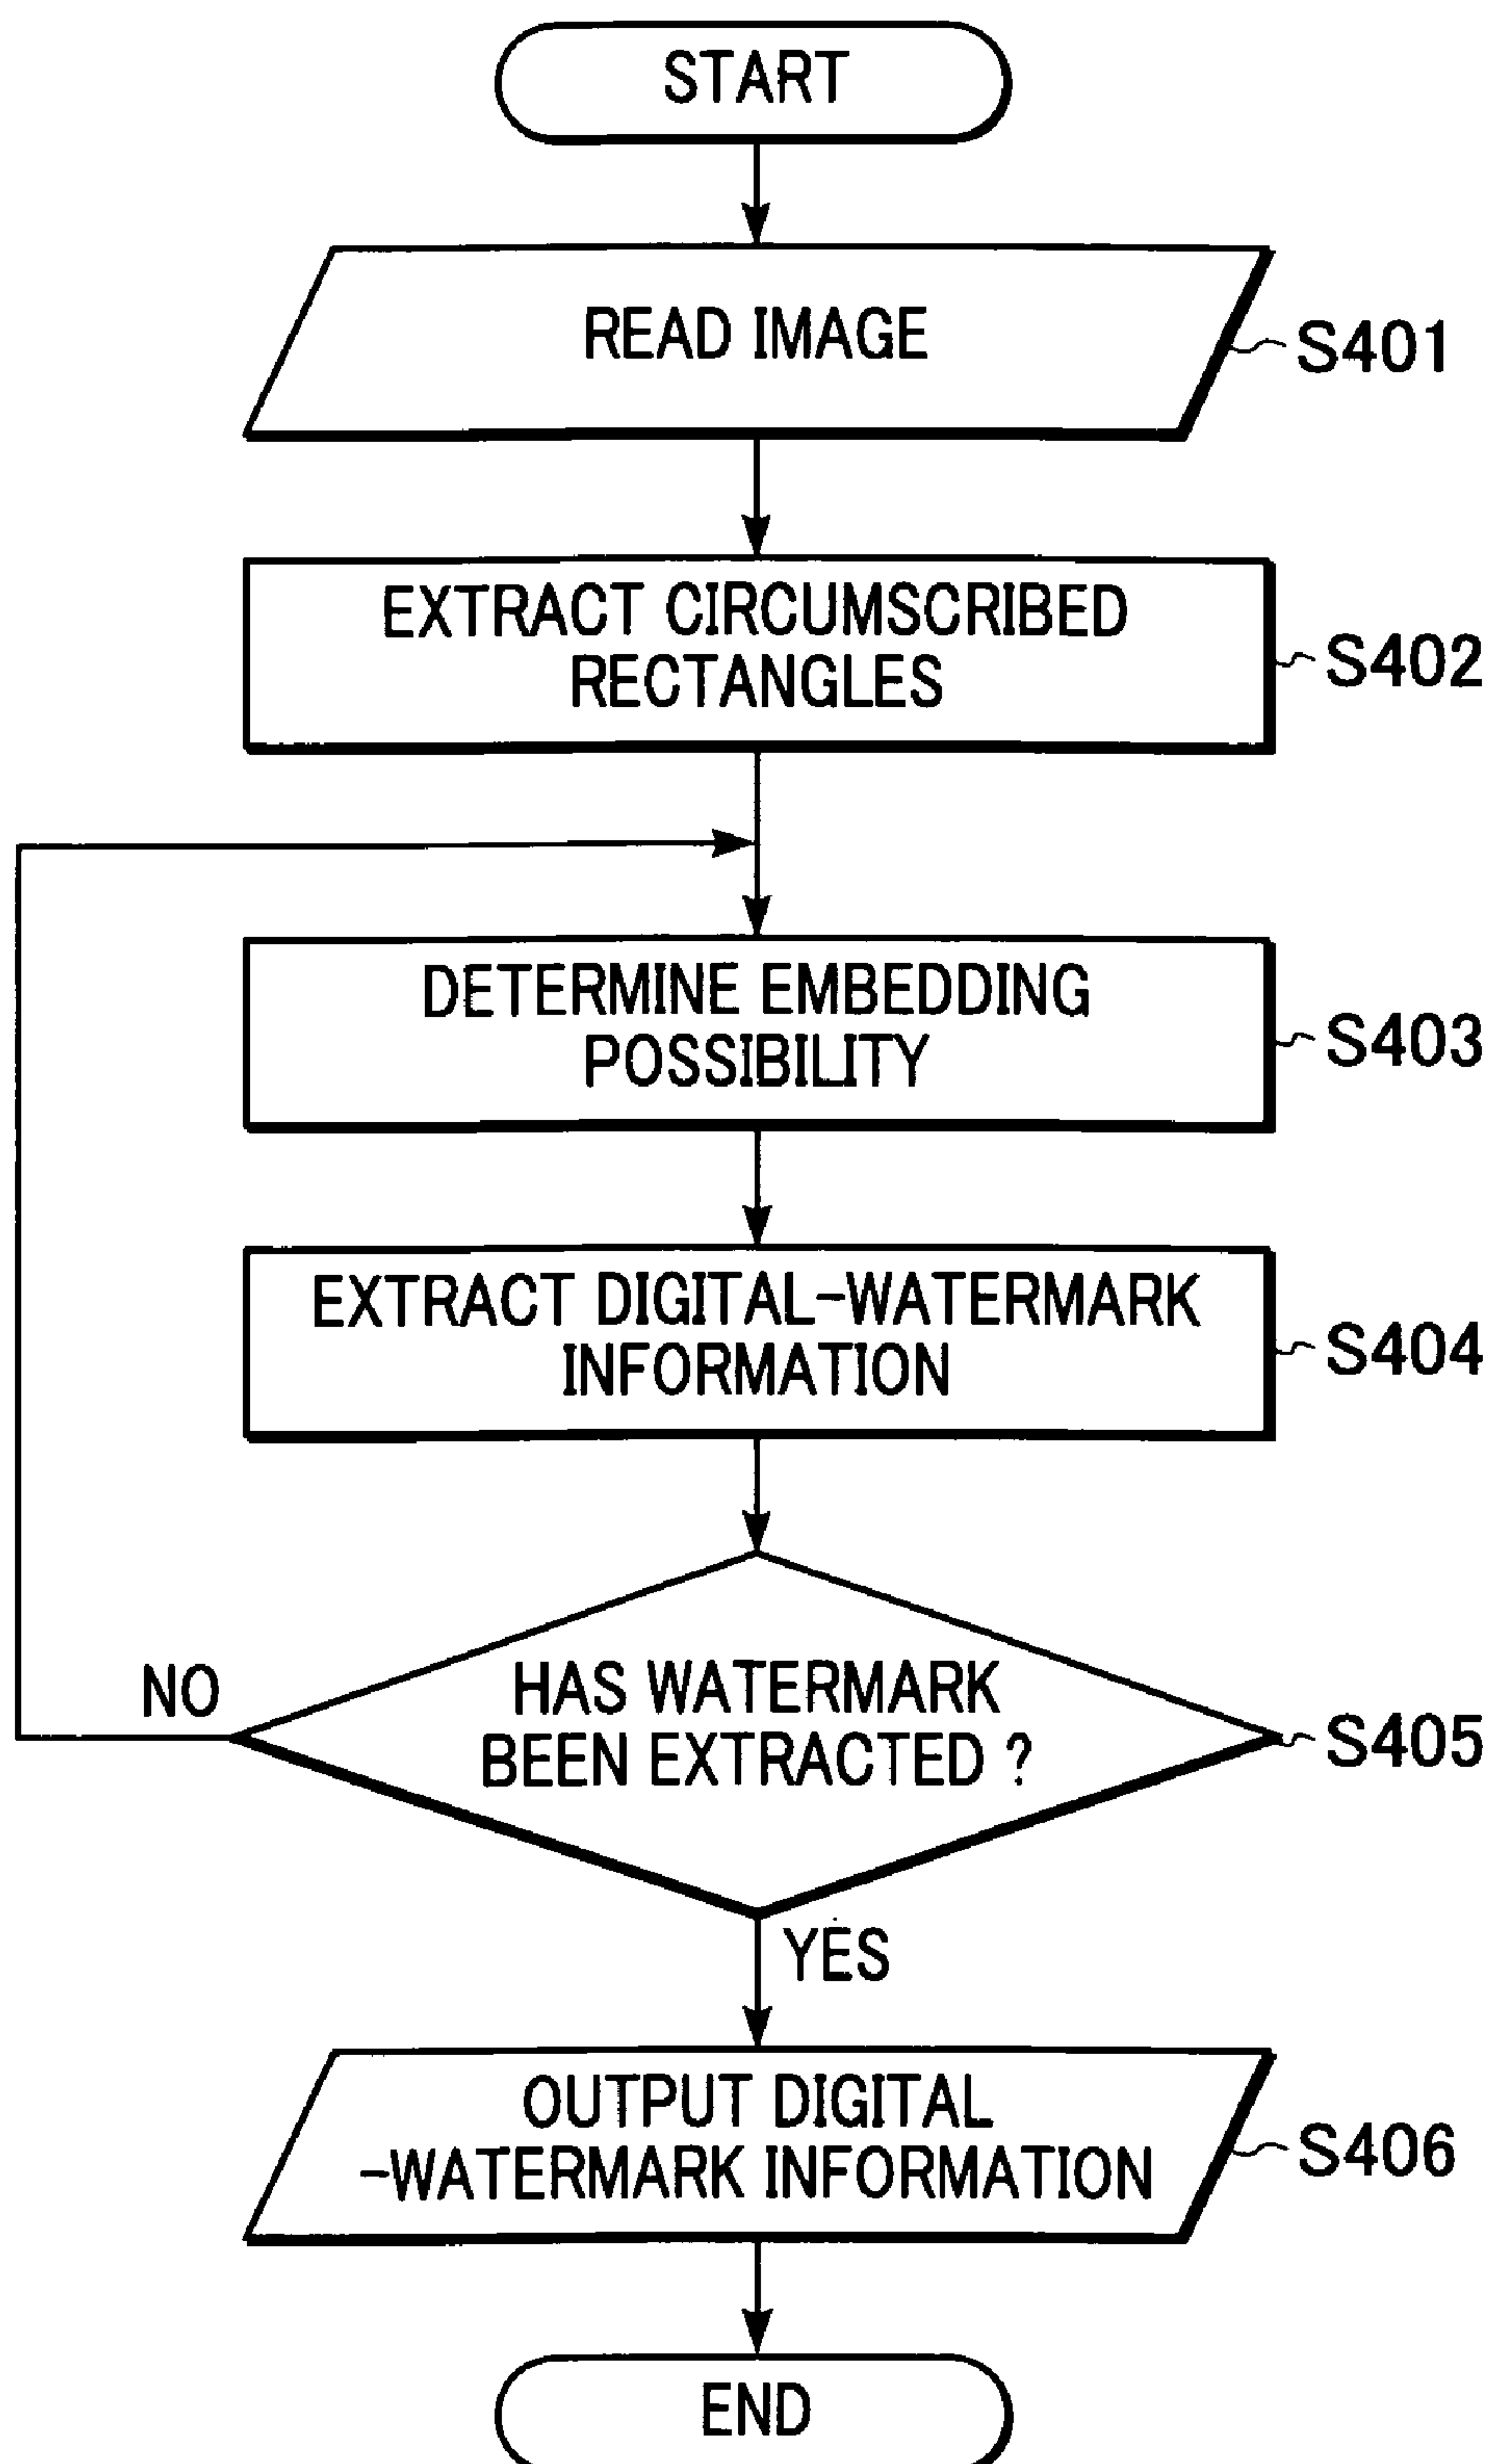 START
READ IMAGE
S401
EXTRACT CIRCUMSCRIBED
RECTANGLES
S402
DETERMINE EMBEDDING
POSSIBILITY
S403
EXTRACT DIGITAL-WATERMARK
INFORMATION
S404
NO
HAS WATERMARK
BEEN EXTRACTED ?
S405
YES
OUTPUT DIGITAL
-WATERMARK INFORMATION
S406
END